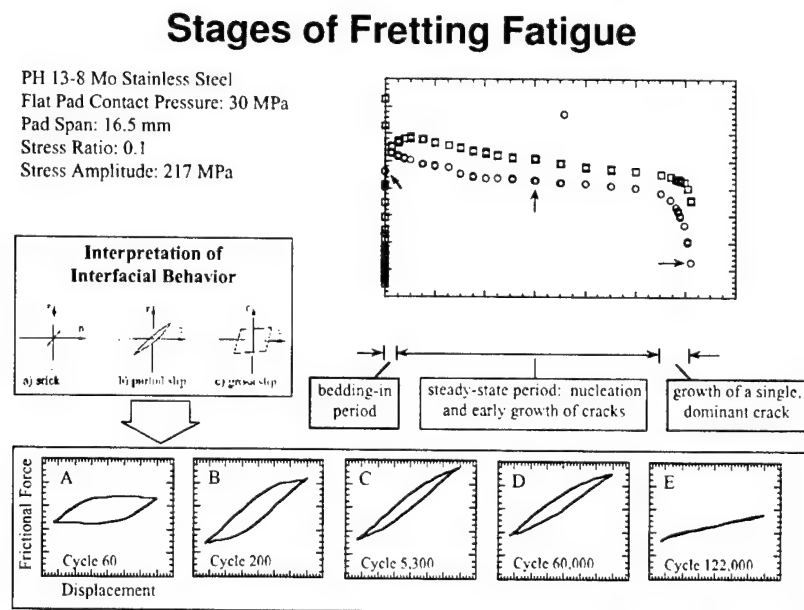 Stages of Fretting Fatigue
PH 13-8 Mo Stainless Steel
Flat Pad Contact Pressure: 30 MPa
Pad Span: 16.5 mm
Stress Ratio: 0.1
Stress Amplitude: 217 MPa
Interpretation of
Interfacial Behavior
a) stick
b) partial slip
c) gross slip
bedding-in
period
steady-state period: nucleation
and early growth of cracks
growth of a single,
dominant crack
Frictional Force
A
Cycle 60
B
Cycle 200
C
Cycle 5,300
D
Cycle 60,000
E
Cycle 122,000
Displacement